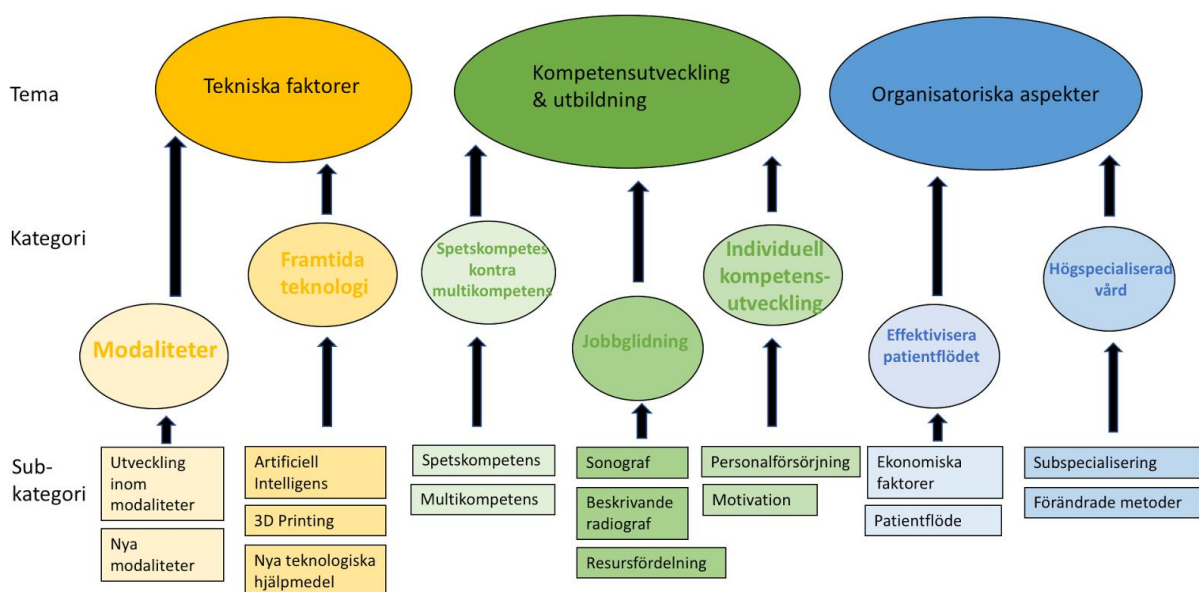 Tema
Tekniska faktorer
Kompetensutveckling
& utbildning
Organisatoriska aspekter
Kategori
Framtida
teknologi
Spetskompetes
kontra
multikompetens
Individuell
kompetens-
utveckling
Högspecialiserad
vård
Modaliteter
Jobbglidning
Effektivisera
patientflödet
Sub-
kategori
Utveckling
inom
modaliteter
Nya
modaliteter
Artificiell
Intelligens
3D Printing
Nya teknologiska
hjälpmedel
Spetskompetens
Multikompetens
Sonograf
Beskrivande
radiograf
Resursfördelning
Personalförsörjning
Motivation
Ekonomiska
faktorer
Patientflöde
Subspecialisering
Förändrade metoder